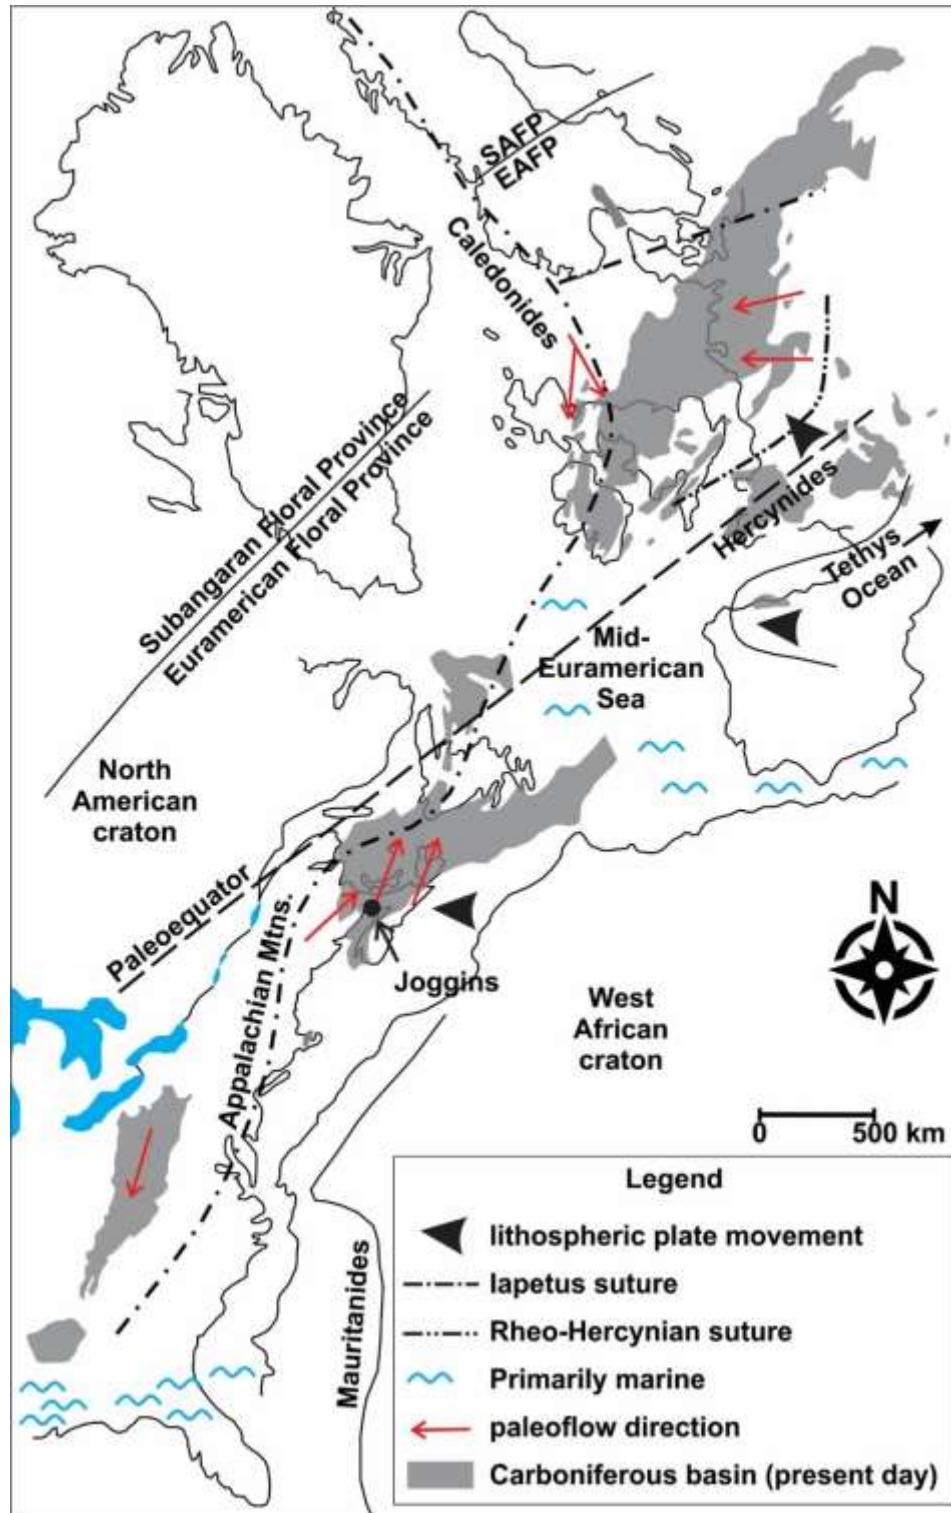 SAFP
EAFP
Caledonides
Subangaran Floral Province
Euramerican Floral Province
Hercynides
Tethys
Ocean
Mid-
Euramerican
Sea
North
American
craton
Paleoequator
Appalachian Mtns.
Joggins
West
African
craton
N
0 500 km
Mauritanides
Legend
lithospheric plate movement
Iapetus suture
Rheo-Hercynian suture
Primarily marine
paleoflow direction
Carboniferous basin (present day)